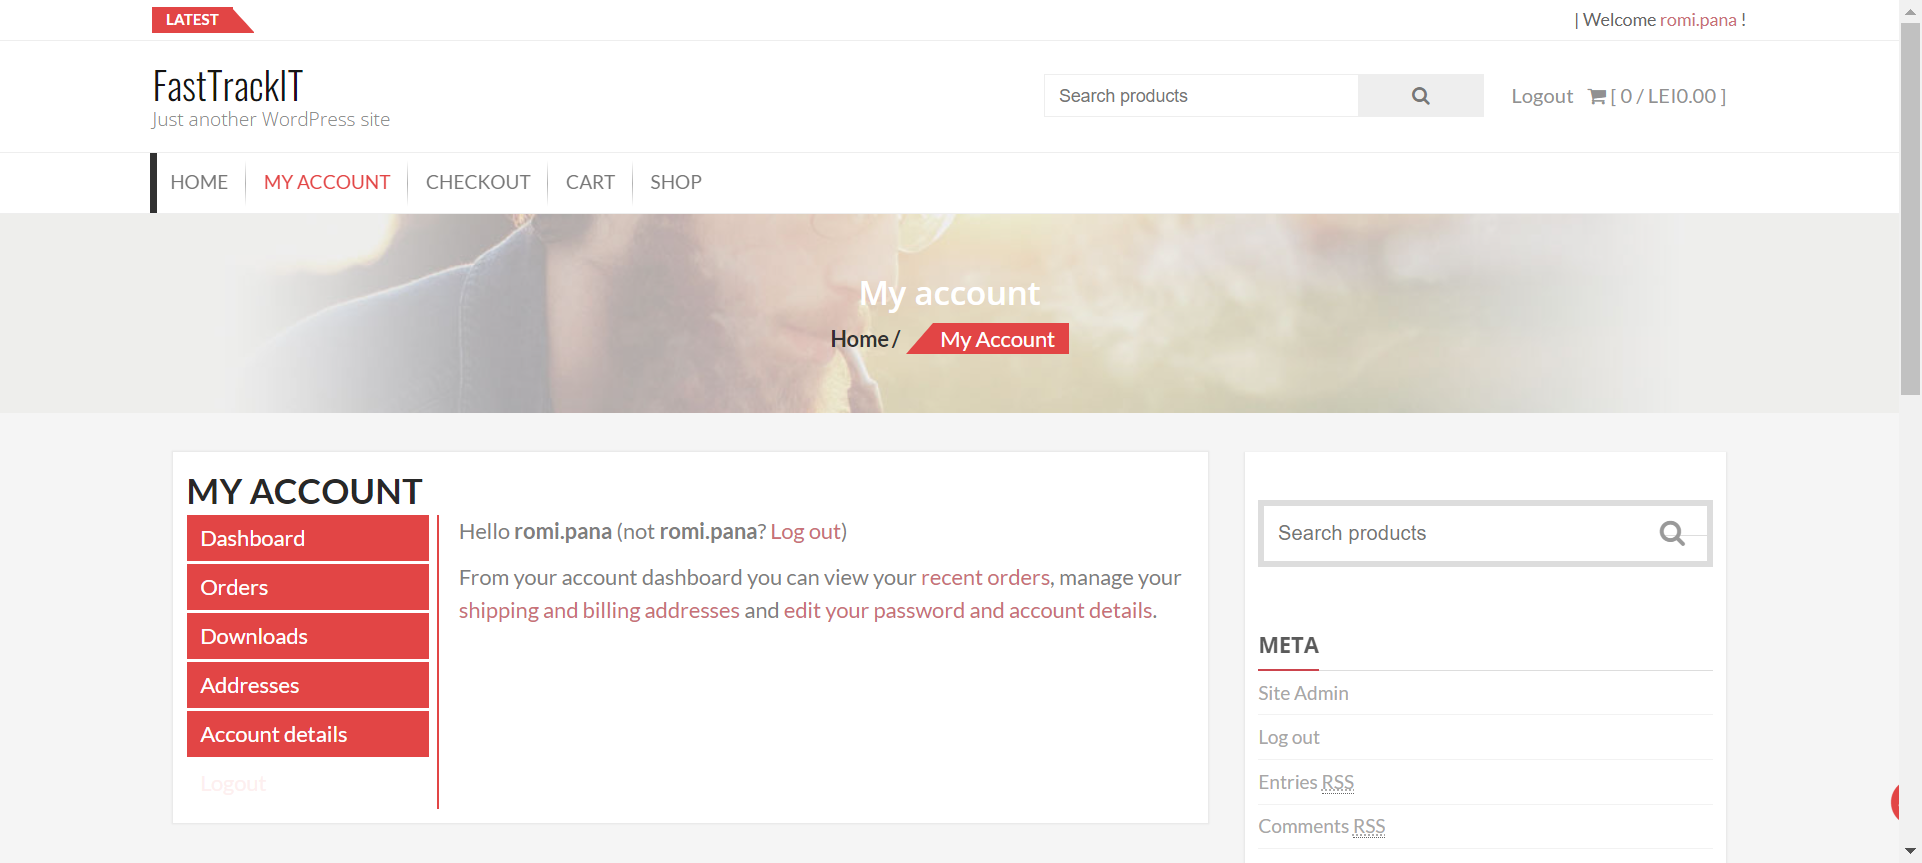 LATEST
| Welcome romi.pana !
FastTrackIT
Just another WordPress site
Search products
Logout [ 0 / LEI0.00 ]
HOME
MY ACCOUNT
CHECKOUT
CART
SHOP
My account
Home / My Account
MY ACCOUNT
Dashboard
Orders
Downloads
Addresses
Account details
Logout
Hello romi.pana (not romi.pana? Log out)
From your account dashboard you can view your recent orders, manage your
shipping and billing addresses and edit your password and account details.
Search products
META
Site Admin
Log out
Entries RSS
Comments RSS